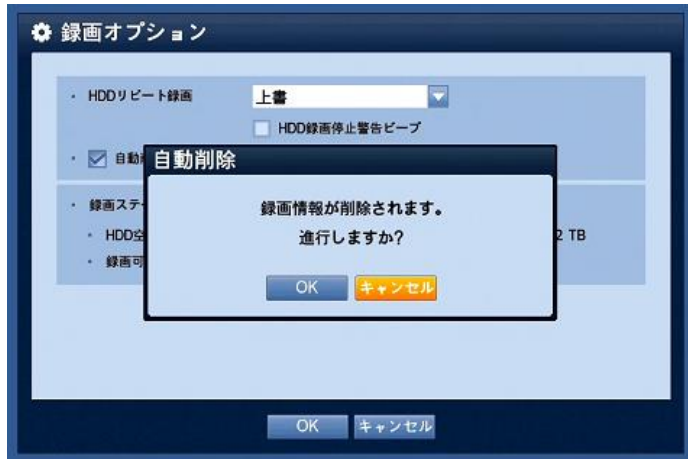 録画オプション
HDDリピート録画 上書
HDD録画停止警告ビープ
自動
自動削除
録画情報が削除されます。
進行しますか?
OK キャンセル
録画ステ
HDD空 2 TB
録画可
OK キャンセル